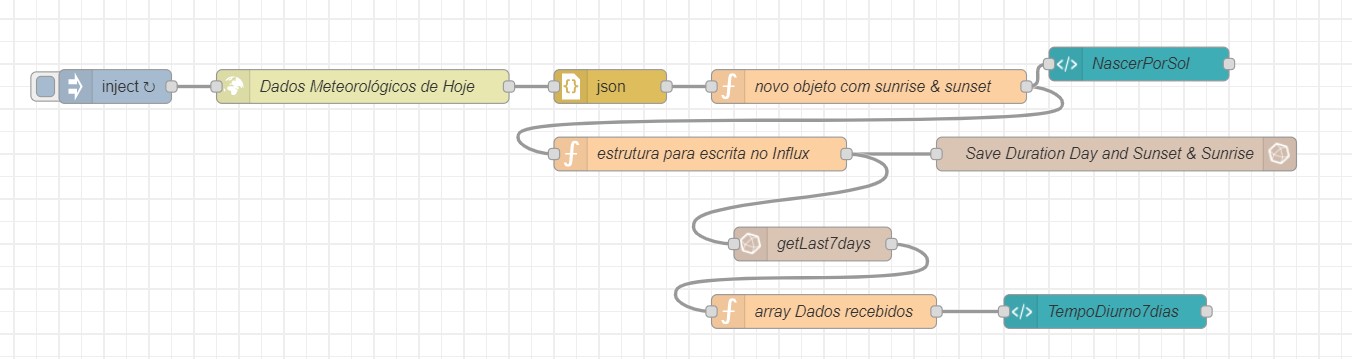 NascerPorSol
inject ↻
Dados Meteorológicos de Hoje
json
novo objeto com sunrise & sunset
estrutura para escrita no Influx
Save Duration Day and Sunset & Sunrise
getLast7days
array Dados recebidos
TempoDiurno7dias